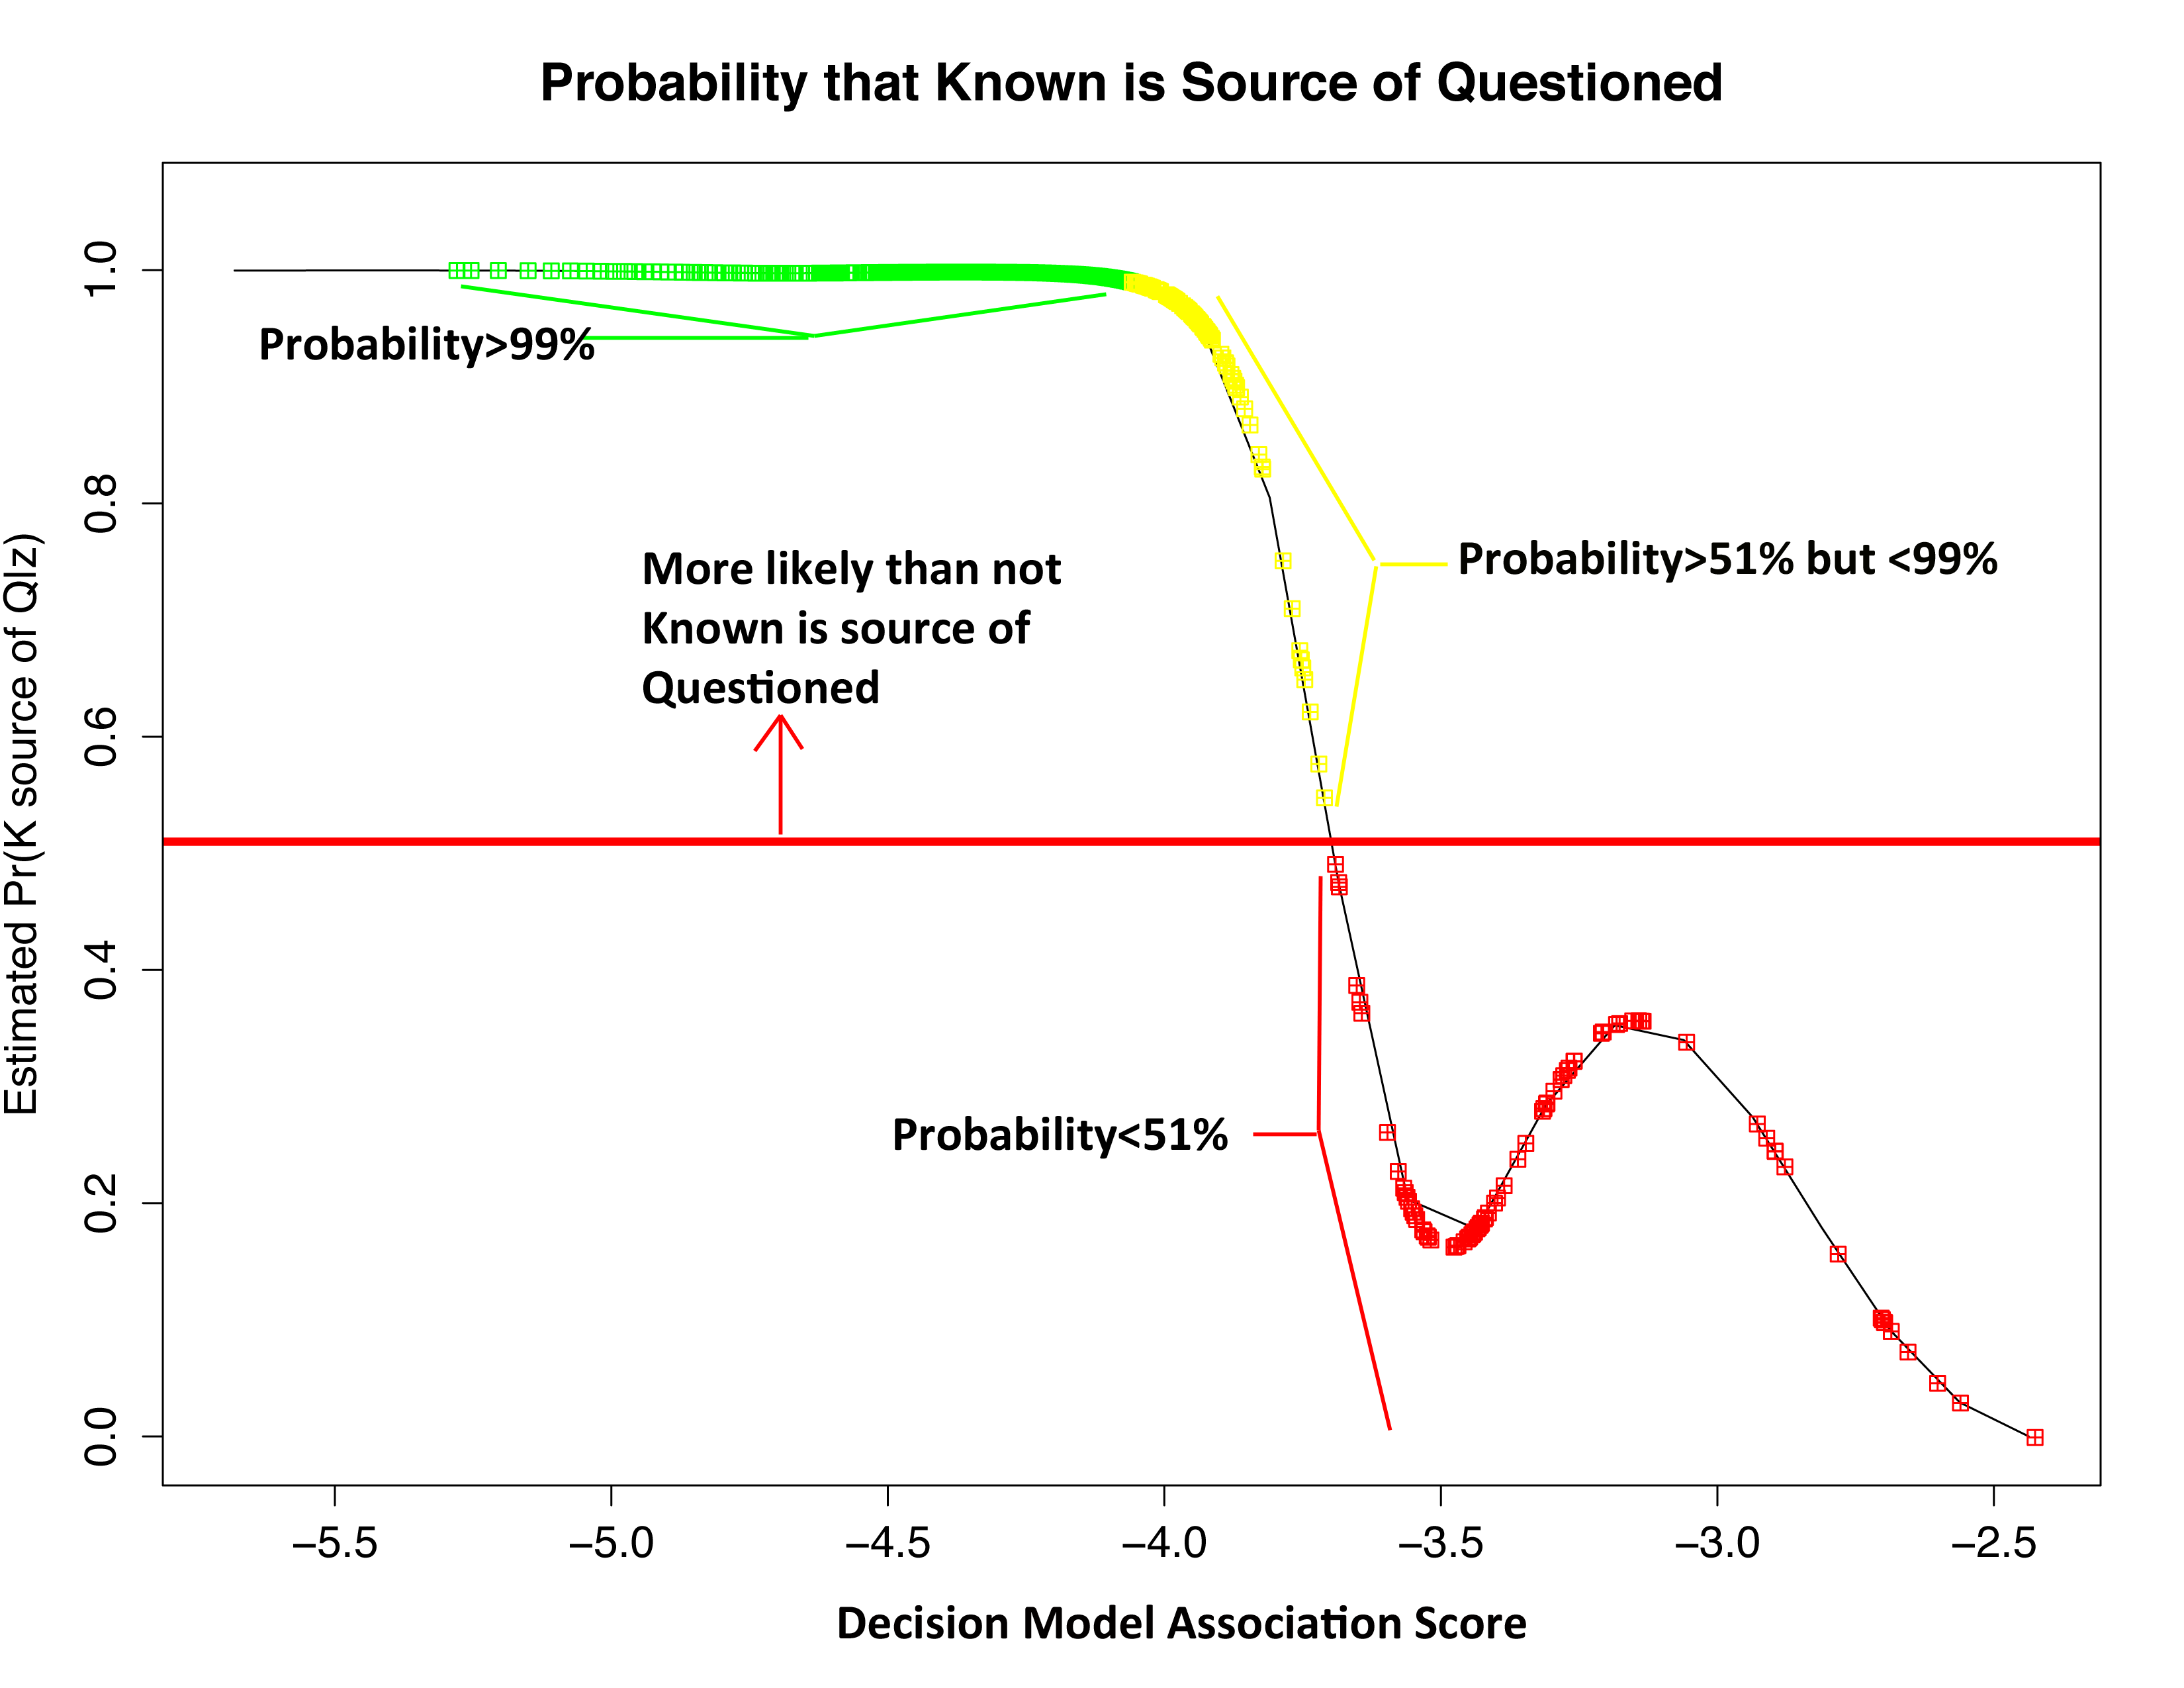 Probability that Known is Source of Questioned
Estimated Pr(K source of Q|z)
1.0
0.8
0.6
0.4
0.2
0.0
Probability>99%
More likely than not
Known is source of
Questioned
Probability>51% but <99%
Probability<51%
−5.5 −5.0 −4.5 −4.0 −3.5 −3.0 −2.5
Decision Model Association Score